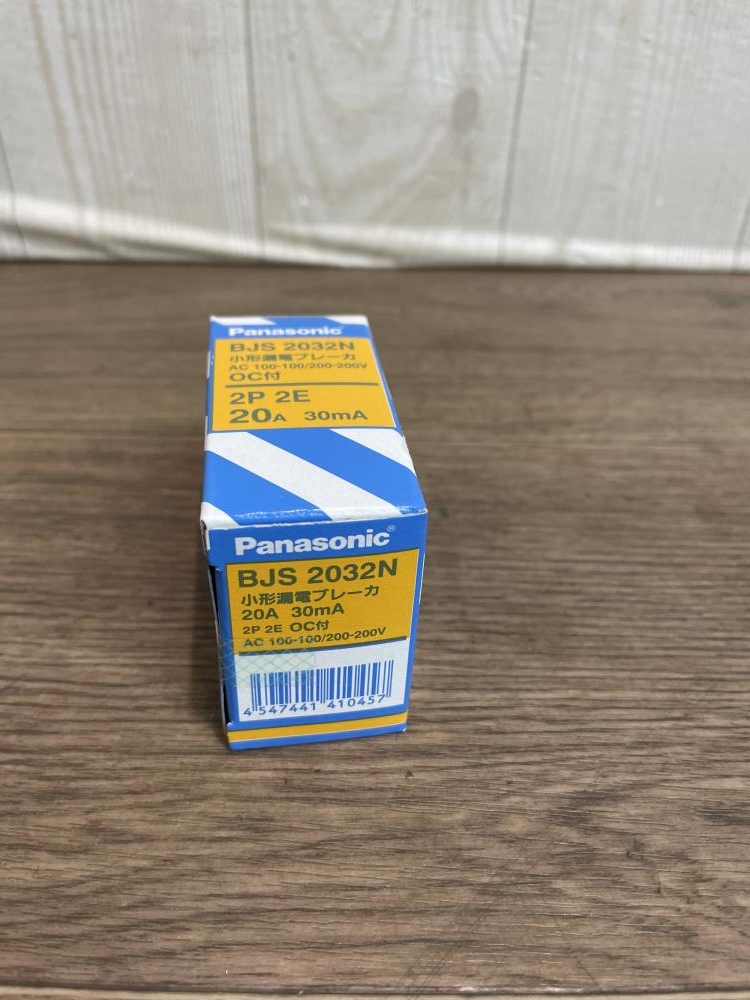 Panasonic
BJS 2032N
小形漏電ブレーカ
AC 100-100/200-200V
OC付
2P 2E
20A 30mA
Panasonic®
BJS 2032N
小形漏電ブレーカ
20A 30mA
2P 2E OC付
AC 100-100/200-200V
4 547441 410457